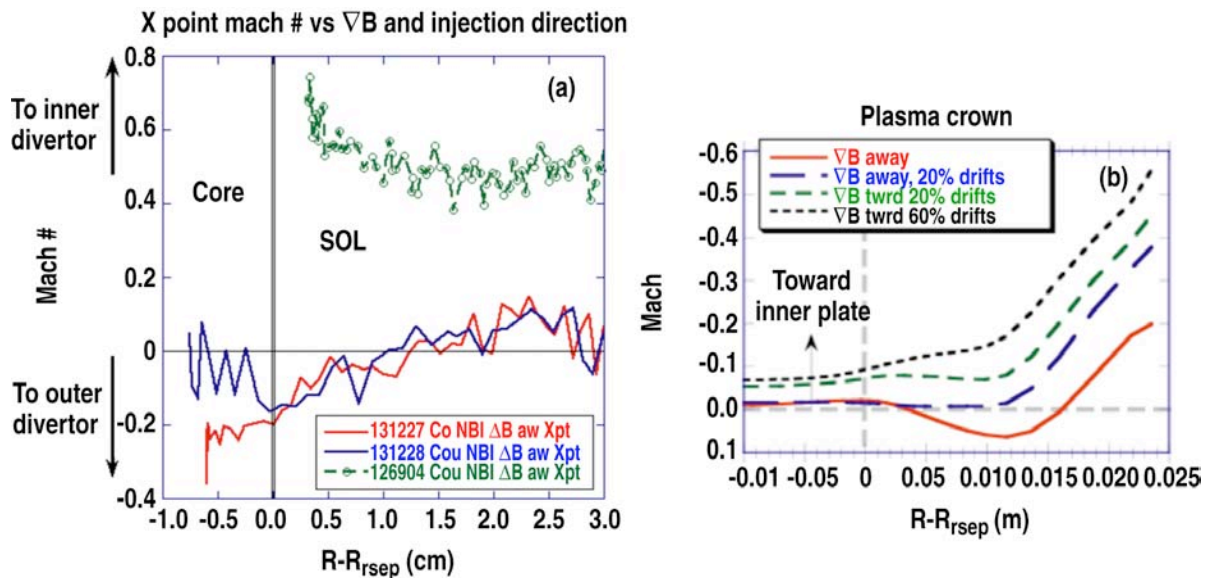 X point mach # vs ∇B and injection direction
To inner
divertor
To outer
divertor
Mach #
0.8
0.6
0.4
0.2
0
-0.2
-0.4
(a)
Core
SOL
131227 Co NBI ΔB aw Xpt
131228 Cou NBI ΔB aw Xpt
126904 Cou NBI ΔB aw Xpt
-1.0 -0.5 0.0 0.5 1.0 1.5 2.0 2.5 3.0
R-Rrsep (cm)
Plasma crown
∇B away
∇B away, 20% drifts
∇B twrd 20% drifts
∇B twrd 60% drifts
(b)
Mach
-0.6
-0.5
-0.4
-0.3
-0.2
-0.1
0.0
0.1
Toward
inner plate
-0.01 -0.05 0 0.05 0.010 0.015 0.020 0.025
R-Rrsep (m)